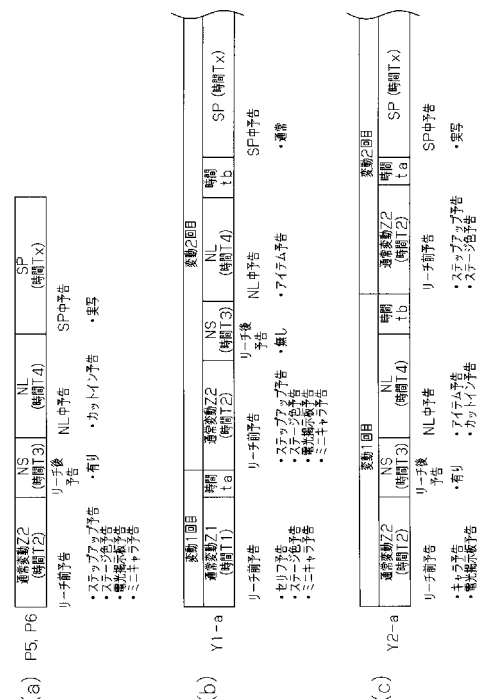 (a) P5, P6
通常変動Z2
(時間T2)
NS
(時間T3)
NL
(時間T4)
SP
(時間Tx)
リーチ前予告
・ステップアップ予告
・ステージ色予告
・電光掲示板予告
・ミニキャラ予告
リーチ後
予告
・有り
NL中予告
・カットイン予告
SP中予告
・実写
(b) Y1-a
変動1回目
変動2回目
通常変動Z1
(時間T1)
時間
ta
通常変動Z2
(時間T2)
NS
(時間T3)
NL
(時間T4)
時間
tb
SP (時間Tx)
リーチ前予告
・セリフ予告
・ステージ色予告
・電光掲示板予告
・ミニキャラ予告
リーチ前予告
・ステップアップ予告
・ステージ色予告
・電光掲示板予告
・ミニキャラ予告
リーチ後
予告
・無し
NL中予告
・アイテム予告
SP中予告
・通常
(c) Y2-a
変動1回目
変動2回目
通常変動Z2
(時間T2)
NS
(時間T3)
NL
(時間T4)
時間
tb
通常変動Z2
(時間T2)
時間
ta
SP (時間Tx)
リーチ前予告
・キャラ予告
・電光掲示板予告
リーチ後
予告
・有り
NL中予告
・アイテム予告
・カットイン予告
リーチ前予告
・ステップアップ予告
・ステージ色予告
SP中予告
・実写